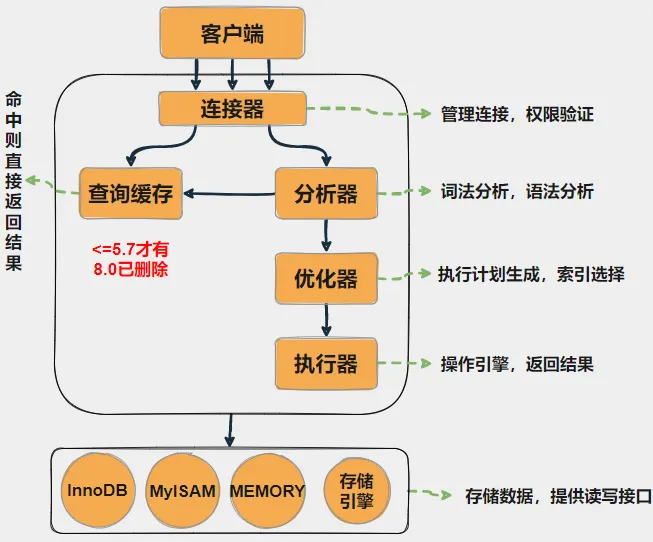 客户端
连接器
管理连接，权限验证
命中则直接返回结果
查询缓存
分析器
词法分析，语法分析
<=5.7才有
8.0已删除
优化器
执行计划生成，索引选择
执行器
操作引擎，返回结果
InnoDB
MyISAM
MEMORY
存储
引擎
存储数据，提供读写接口